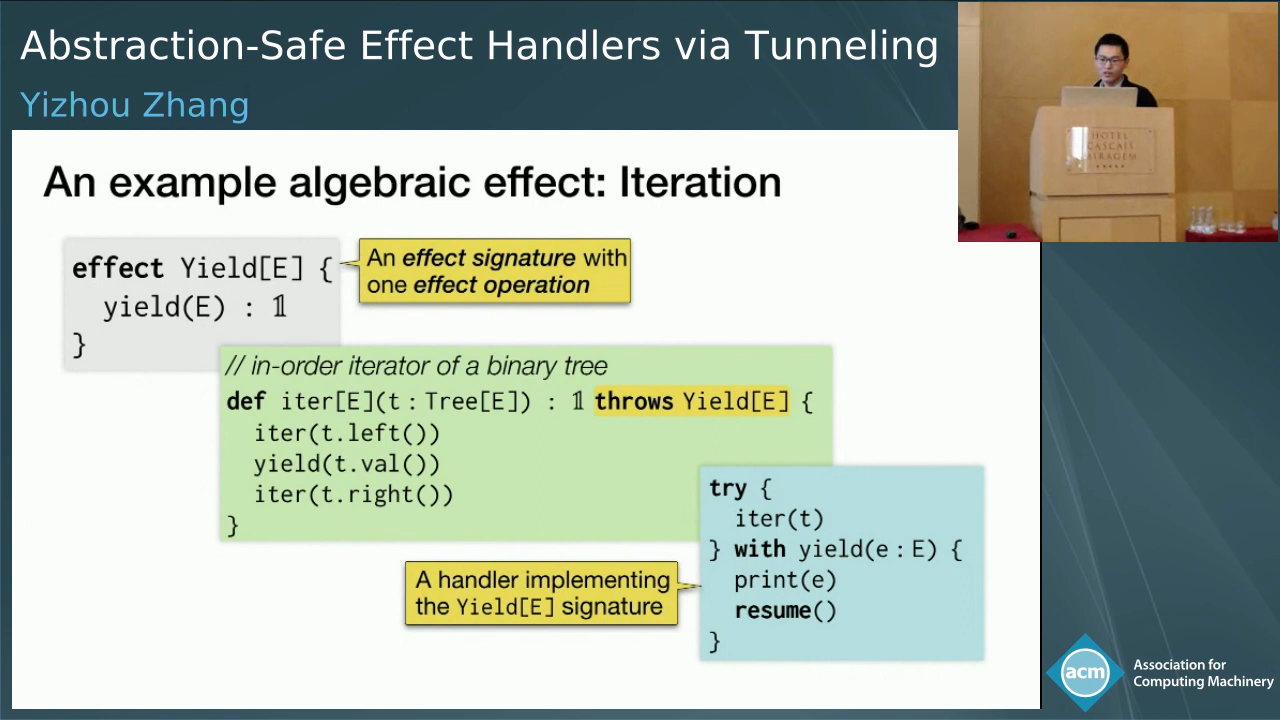 Abstraction-Safe Effect Handlers via Tunneling
Yizhou Zhang
HOTEL
CASCAIS
MIRAGEM
An example algebraic effect: Iteration
effect Yield[E] {
yield(E) : 𝟙
}
An effect signature with
one effect operation
// in-order iterator of a binary tree
def iter[E](t : Tree[E]) : 𝟙 throws Yield[E] {
iter(t.left())
yield(t.val())
iter(t.right())
}
try {
iter(t)
} with yield(e : E) {
print(e)
resume()
}
A handler implementing
the Yield[E] signature
acm
Association for
Computing Machinery